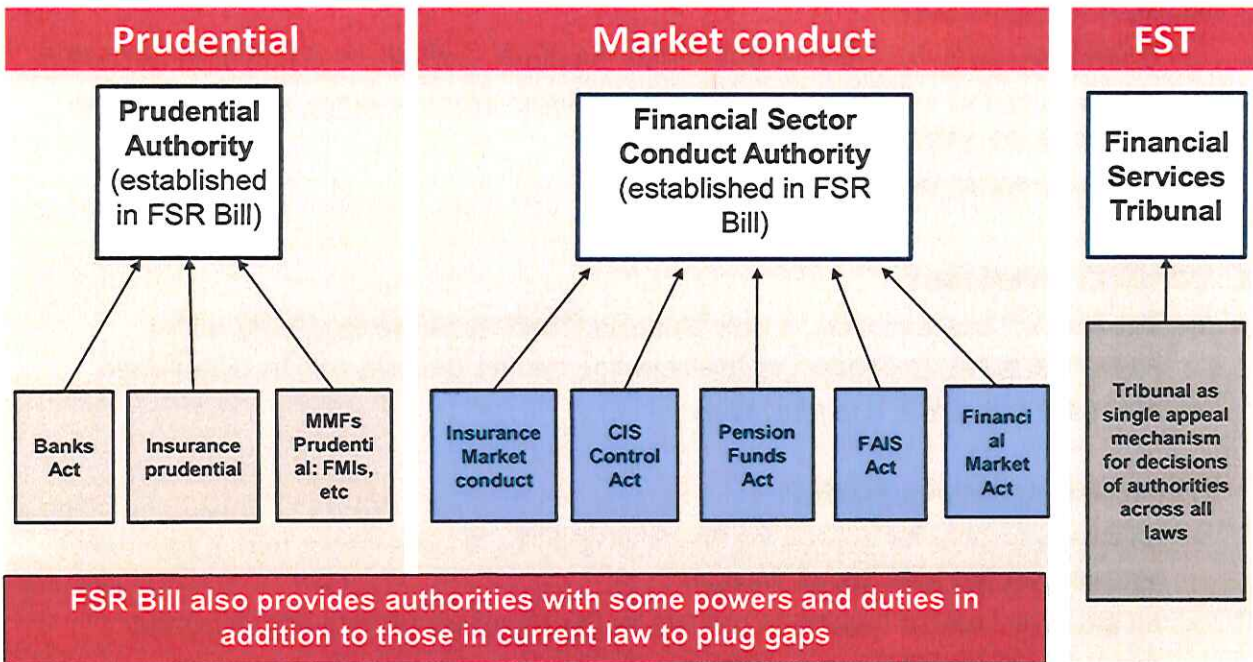 Prudential
Market conduct
FST
Prudential
Authority
(established
in FSR Bill)
Financial Sector
Conduct Authority
(established in FSR
Bill)
Financial
Services
Tribunal
Banks
Act
Insurance
prudential
MMFs
Prudenti
al: FMIs,
etc
Insurance
Market
conduct
CIS
Control
Act
Pension
Funds
Act
FAIS
Act
Financi
al
Market
Act
Tribunal as
single appeal
mechanism
for decisions
of authorities
across all
laws
FSR Bill also provides authorities with some powers and duties in
addition to those in current law to plug gaps